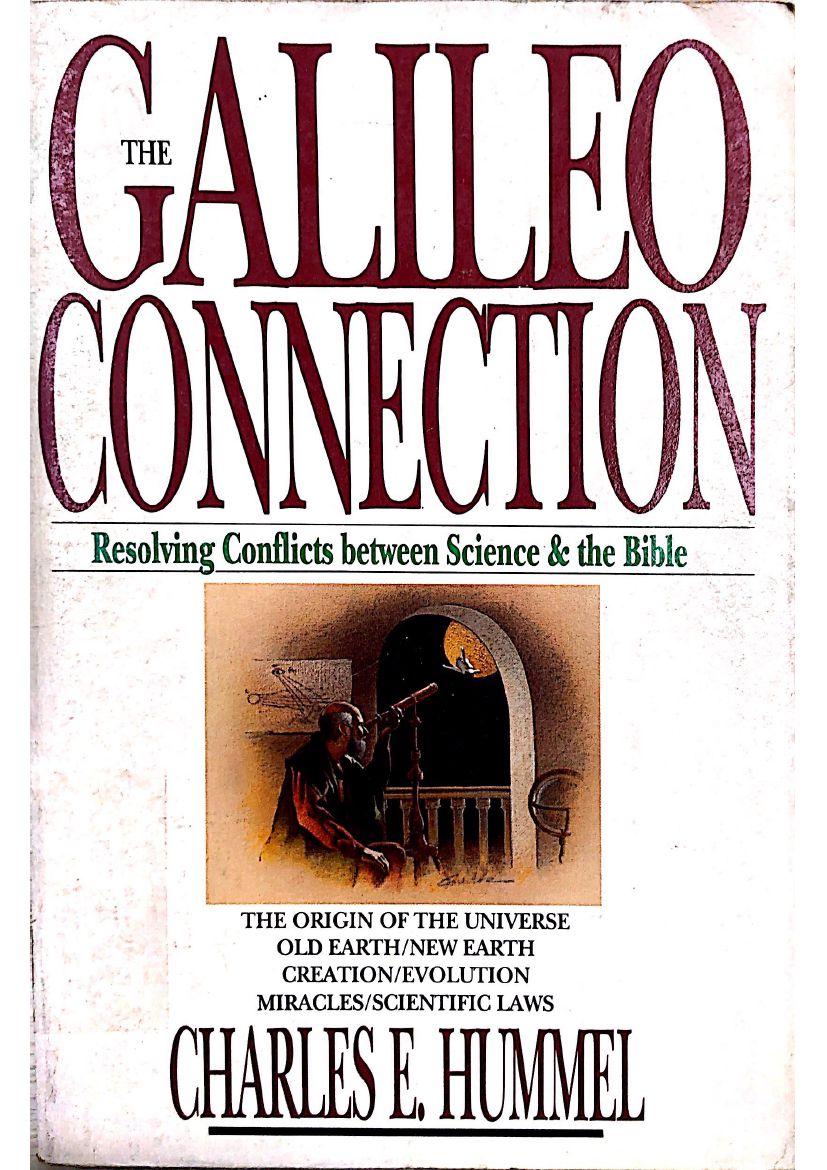 THE
GALILEO
CONNECTION
Resolving Conflicts between Science & the Bible
THE ORIGIN OF THE UNIVERSE
OLD EARTH/NEW EARTH
CREATION/EVOLUTION
MIRACLES/SCIENTIFIC LAWS
CHARLES E. HUMMEL